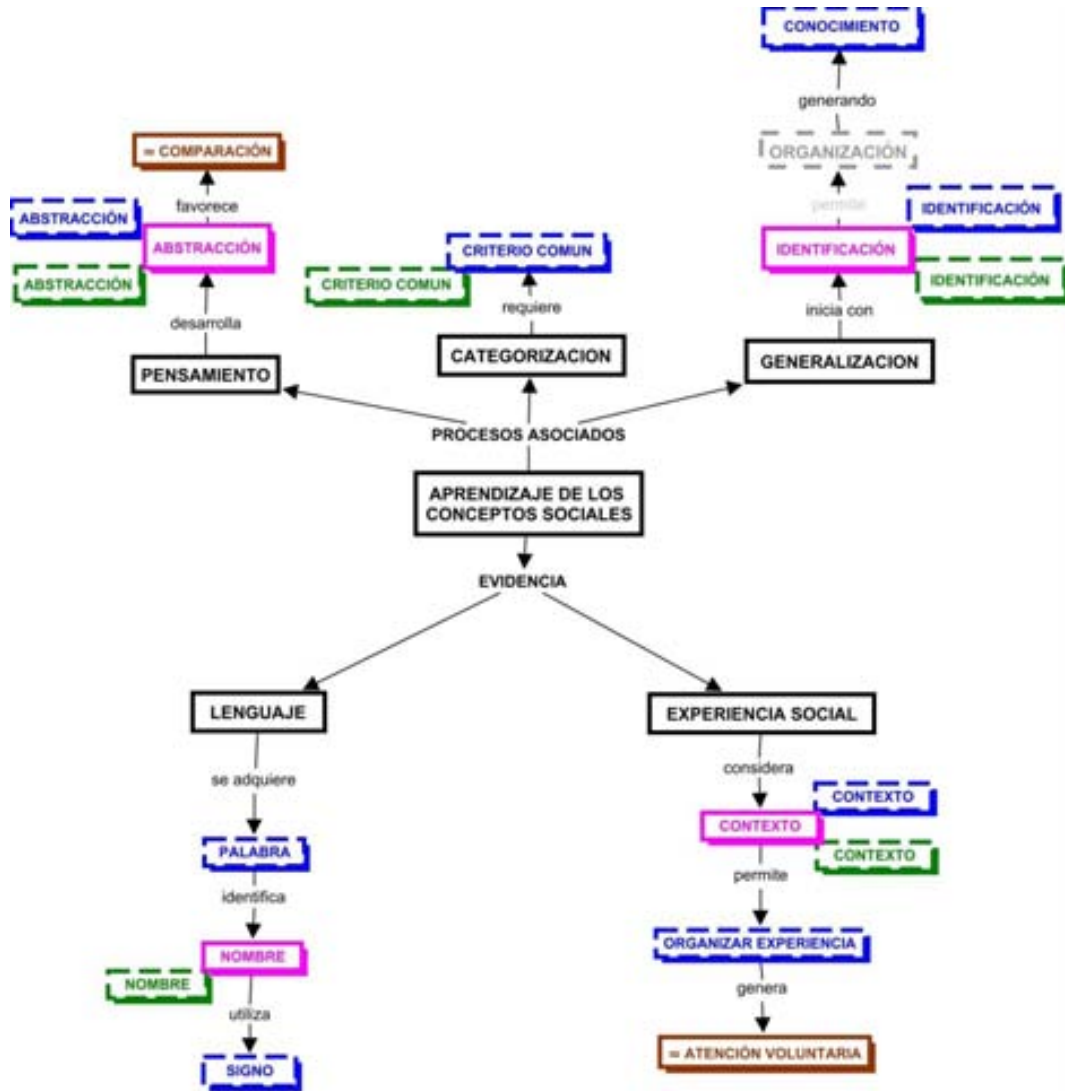 CONOCIMIENTO
generando
= COMPARACIÓN
ORGANIZACIÓN
favorece
permite
ABSTRACCIÓN
IDENTIFICACIÓN
ABSTRACCIÓN
CRITERIO COMUN
IDENTIFICACIÓN
ABSTRACCIÓN
CRITERIO COMUN
IDENTIFICACIÓN
desarrolla
requiere
inicia con
PENSAMIENTO
CATEGORIZACION
GENERALIZACION
PROCESOS ASOCIADOS
APRENDIZAJE DE LOS
CONCEPTOS SOCIALES
EVIDENCIA
LENGUAJE
EXPERIENCIA SOCIAL
se adquiere
considera
CONTEXTO
CONTEXTO
PALABRA
CONTEXTO
identifica
permite
NOMBRE
ORGANIZAR EXPERIENCIA
NOMBRE
utiliza
genera
SIGNO
= ATENCIÓN VOLUNTARIA